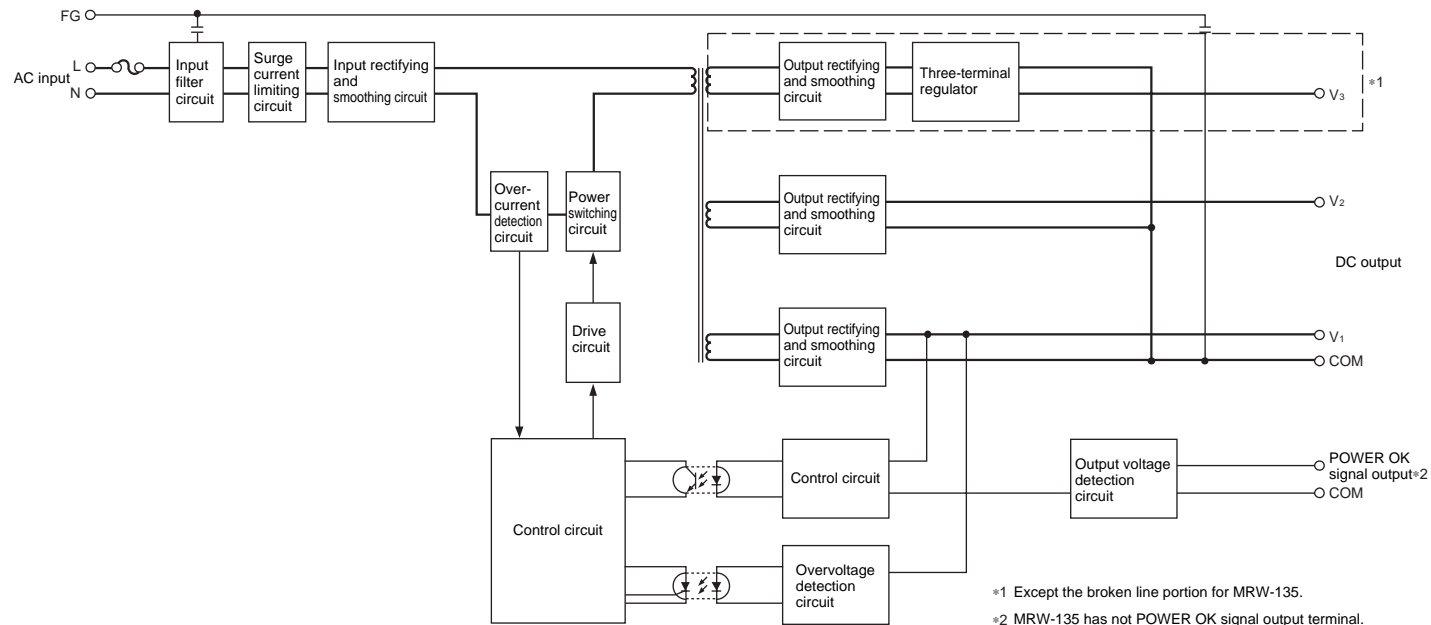 FG
AC input
L
N
Input
filter
circuit
Surge
current
limiting
circuit
Input rectifying
and
smoothing circuit
Output rectifying
and smoothing
circuit
Three-terminal
regulator
*1
V3
Over-
current
detection
circuit
Power
switching
circuit
Output rectifying
and smoothing
circuit
V2
DC output
Drive
circuit
Output rectifying
and smoothing
circuit
V1
COM
Control circuit
Control circuit
Output voltage
detection
circuit
POWER OK
signal output*2
COM
Overvoltage
detection
circuit
*1 Except the broken line portion for MRW-135.
*2 MRW-135 has not POWER OK signal output terminal.